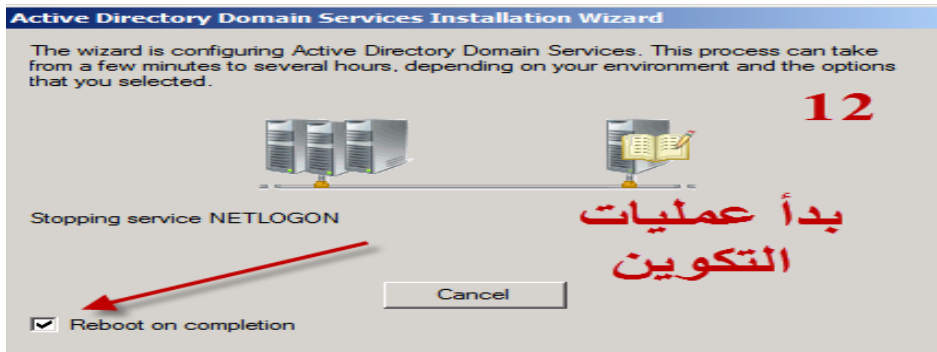 Active Directory Domain Services Installation Wizard
The wizard is configuring Active Directory Domain Services. This process can take
from a few minutes to several hours, depending on your environment and the options
that you selected.
12
Stopping service NETLOGON
بدأ عمليات
التكوين
Cancel
Reboot on completion